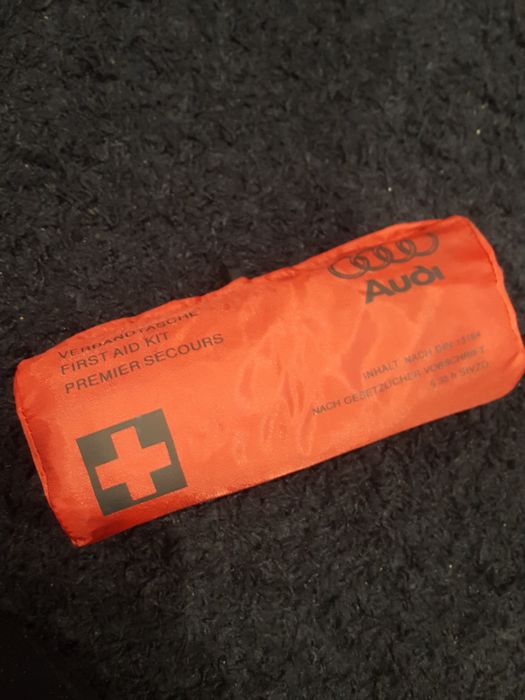 Audi
VERBANDTASCHE
FIRST AID KIT
PREMIER SECOURS
INHALT NACH DIN 13164
NACH GESETZLICHER VORSCHRIFT
§ 35 h StVZO